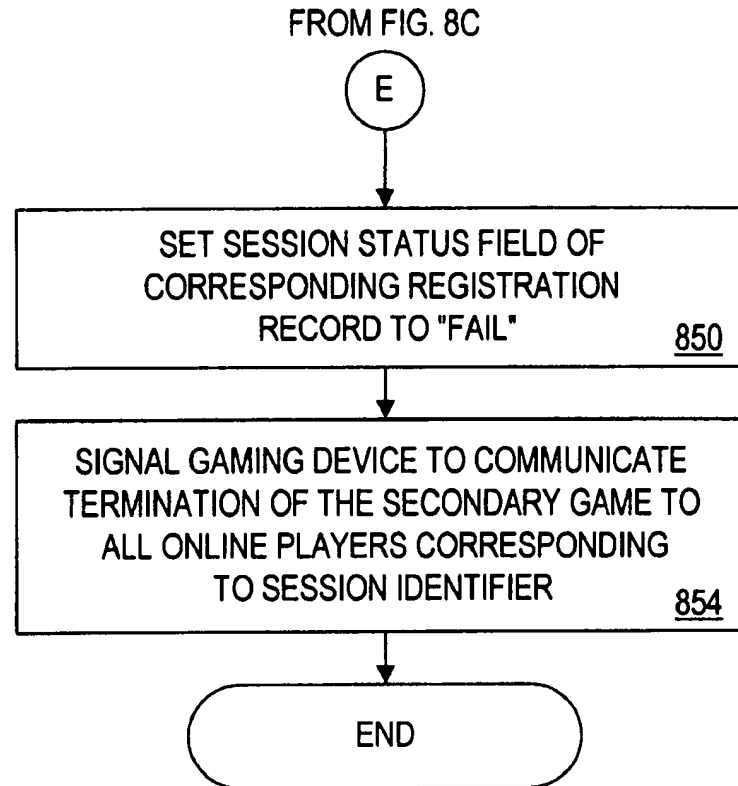 FROM FIG. 8C
E
SET SESSION STATUS FIELD OF
CORRESPONDING REGISTRATION
RECORD TO "FAIL"
850
SIGNAL GAMING DEVICE TO COMMUNICATE
TERMINATION OF THE SECONDARY GAME TO
ALL ONLINE PLAYERS CORRESPONDING
TO SESSION IDENTIFIER
854
END